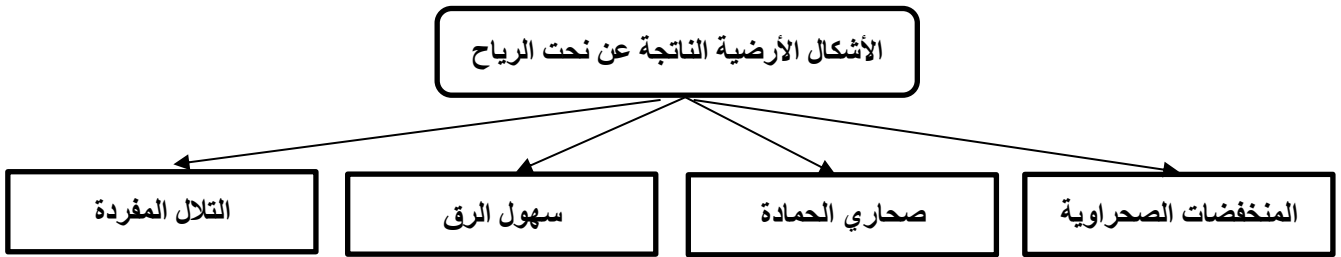 الأشكال الأرضية الناتجة عن نحت الرياح
المنخفضات الصحراوية
صحاري الحمادة
سهول الرق
التلال المفردة